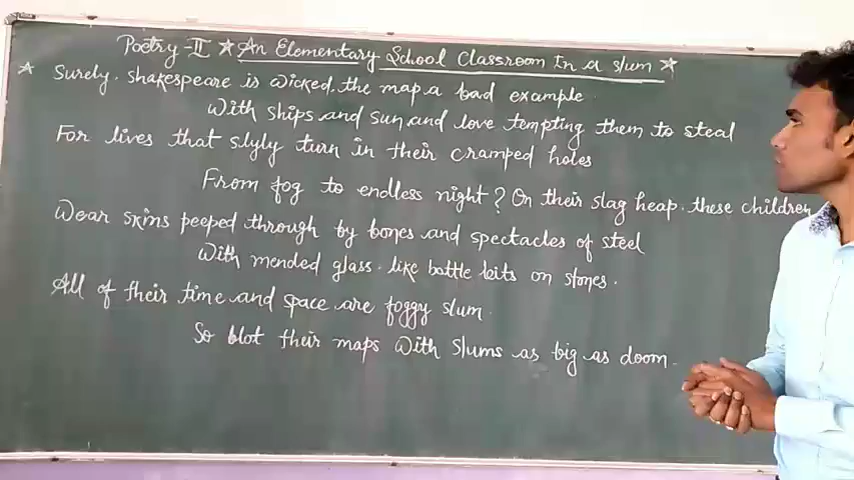 Poetry-II ★ An Elementary School Classroom In a slum ★
★ Surely. shakespeare is wicked. the map a bad example
With ships and sun and love tempting them to steal
For lives that slyly turn in their cramped holes
From fog to endless night? On their slag heap. these children
Wear skins peeped through by bones and spectacles of steel
With mended glass. like bottle bits on stones.
All of their time and space are foggy slum.
So blot their maps with slums as big as doom.